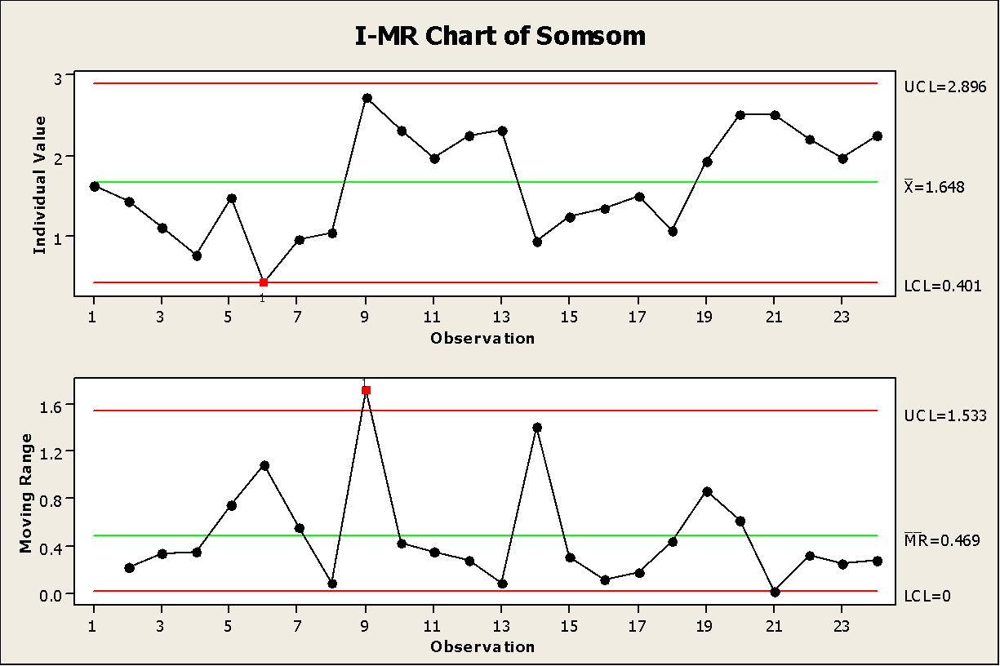 I-MR Chart of Somsom
3
2
1
Individual Value
UCL=2.896
X̅=1.648
LCL=0.401
1
1 3 5 7 9 11 13 15 17 19 21 23
Observation
1.6
1.2
0.8
0.4
0.0
Moving Range
1
UCL=1.533
M̅R̅=0.469
LCL=0
1 3 5 7 9 11 13 15 17 19 21 23
Observation